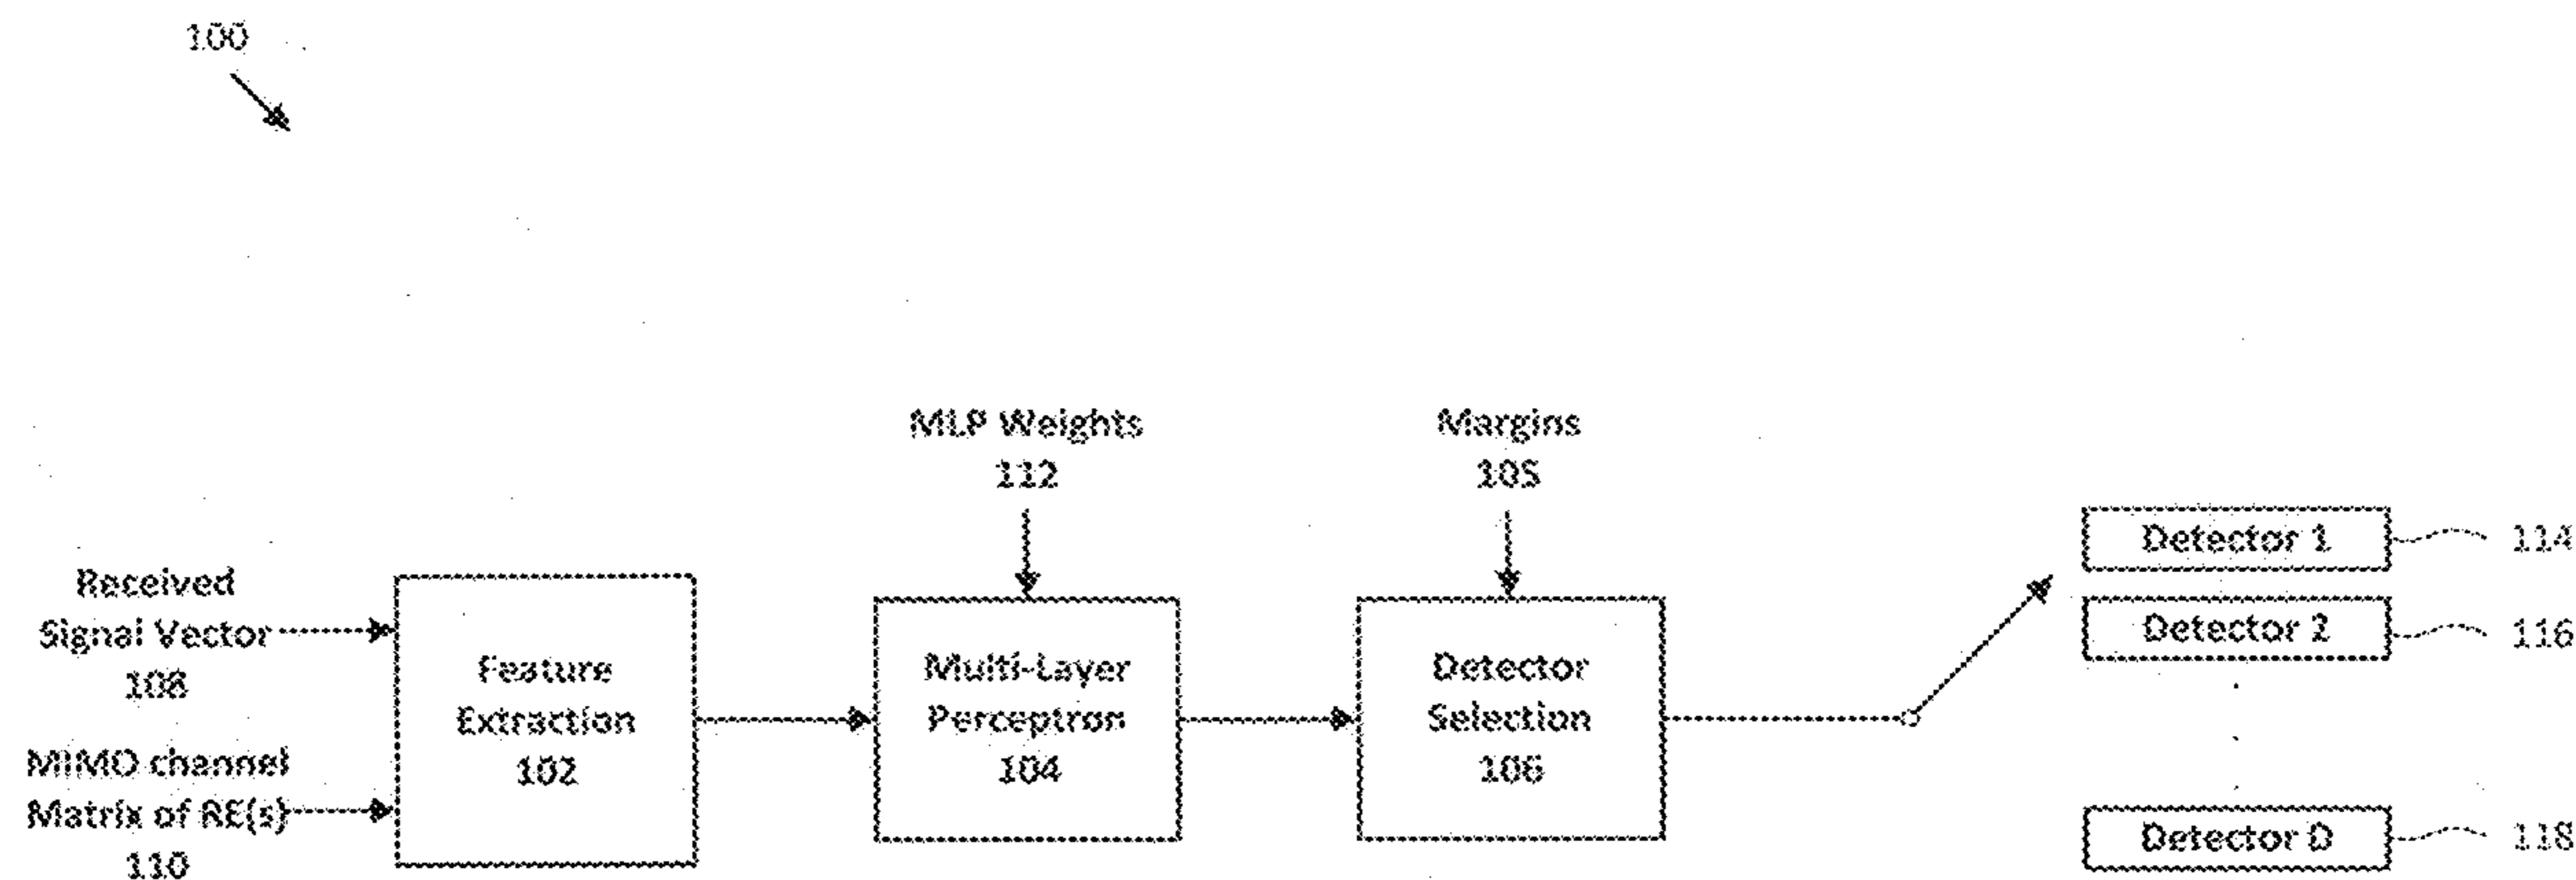 100
MLP Weights
112
Margins
105
Received
Signal Vector
108
MIMO channel
Matrix of RE(s)
110
Feature
Extraction
102
Multi-Layer
Perceptron
104
Detector
Selection
106
Detector 1
114
Detector 2
116
Detector D
118